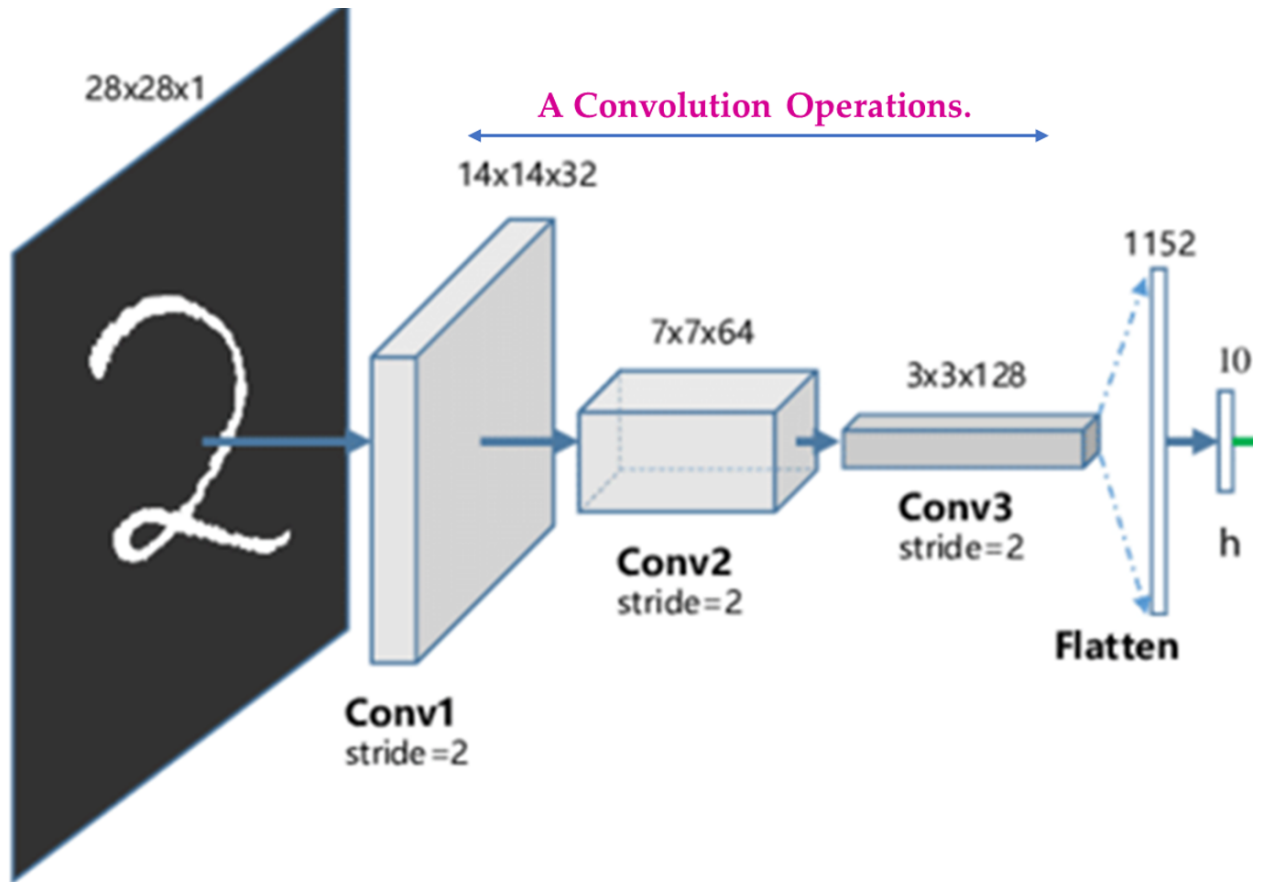 28x28x1
A Convolution Operations.
14x14x32
1152
7x7x64
10
3x3x128
Conv3
stride=2
h
Conv2
stride=2
Flatten
Conv1
stride=2